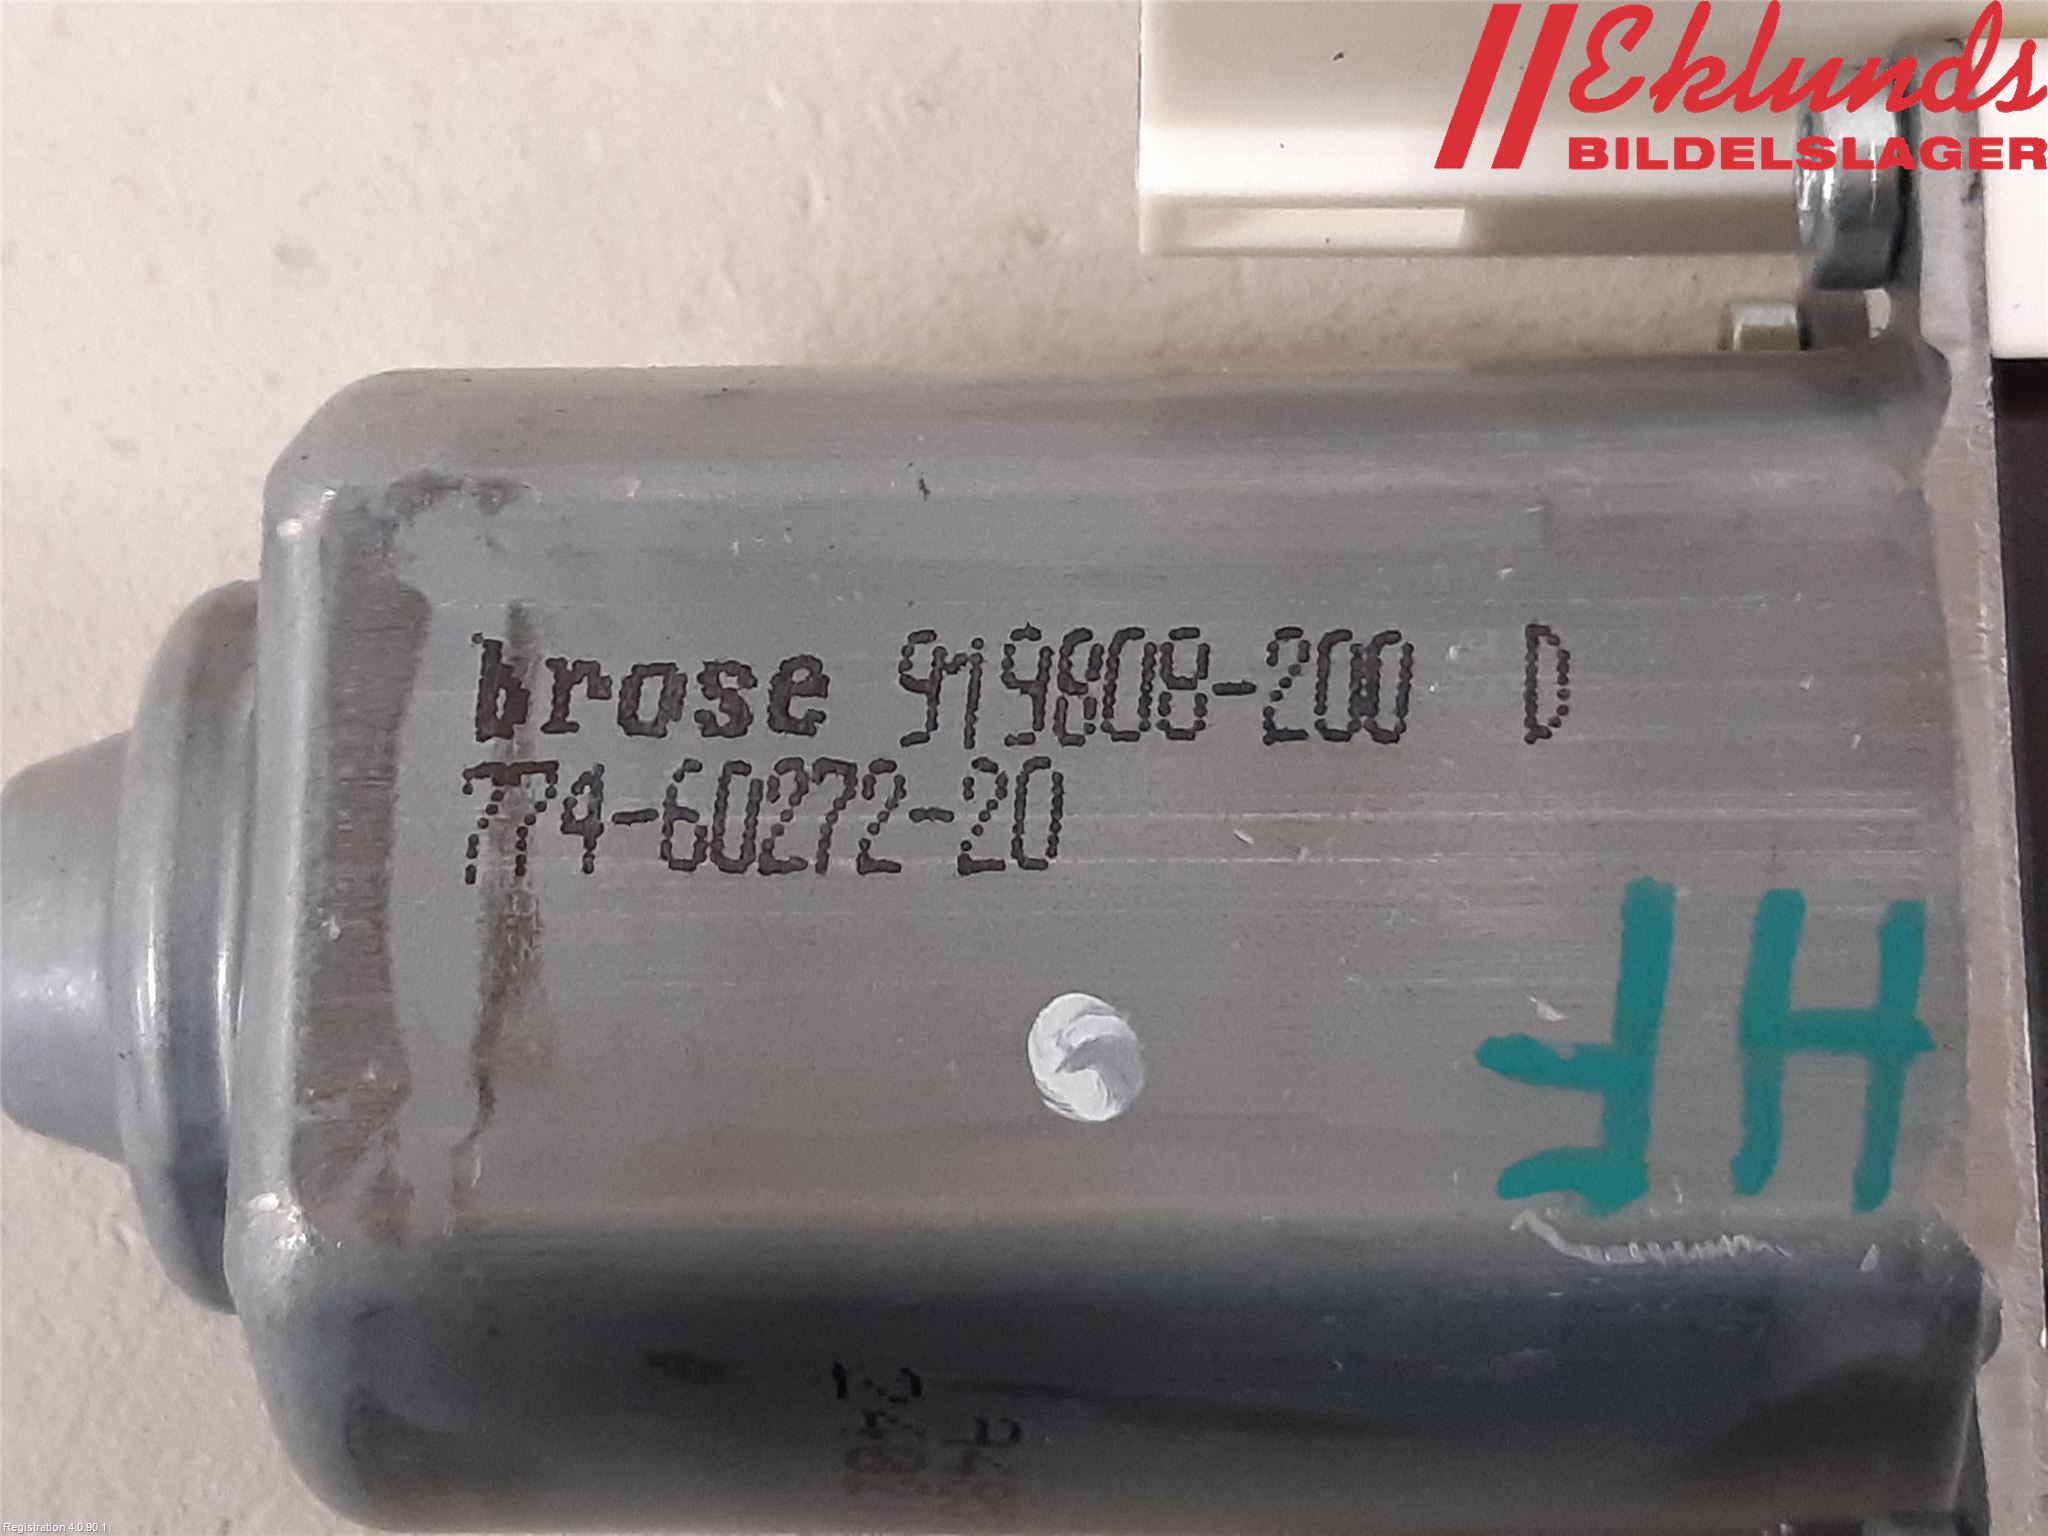 Eklunds
BILDELSLAGER
brose 919808-200 D
774-60272-20
HF
Registration 4.0.90.1